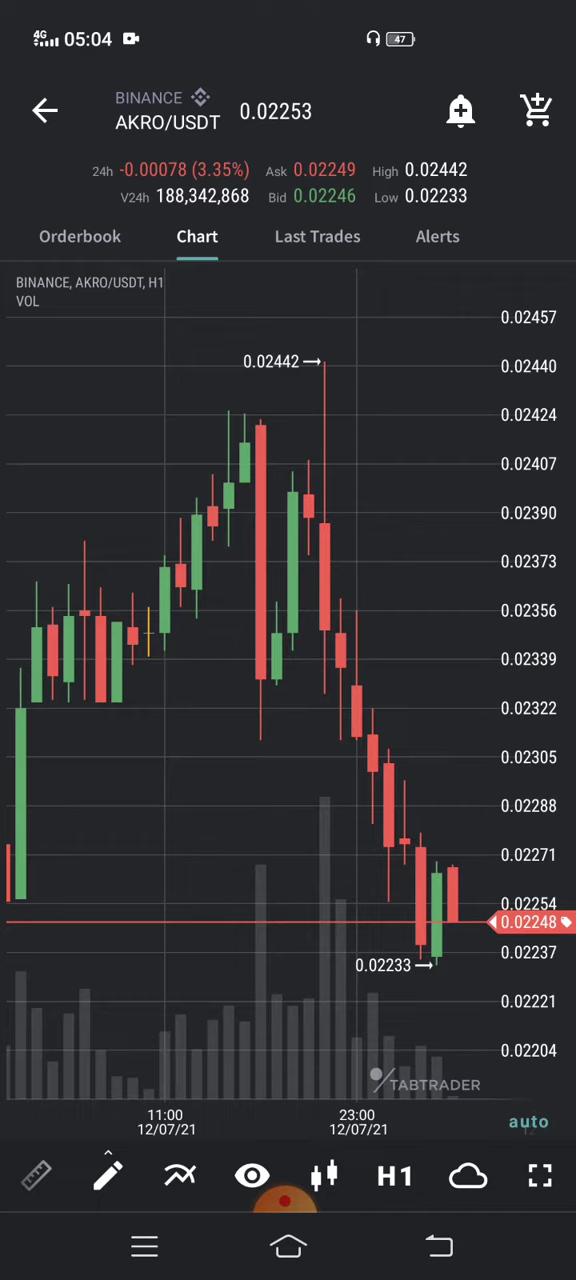 4G 05:04 47
BINANCE
AKRO/USDT 0.02253
24h -0.00078 (3.35%) Ask 0.02249 High 0.02442
V24h 188,342,868 Bid 0.02246 Low 0.02233
Orderbook Chart Last Trades Alerts
BINANCE, AKRO/USDT, H1
VOL
0.02457
0.02442
0.02440
0.02424
0.02407
0.02390
0.02373
0.02356
0.02339
0.02322
0.02305
0.02288
0.02271
0.02254
0.02248
0.02237
0.02233
0.02221
0.02204
TABTRADER
11:00 23:00
12/07/21 12/07/21 12
auto
H1